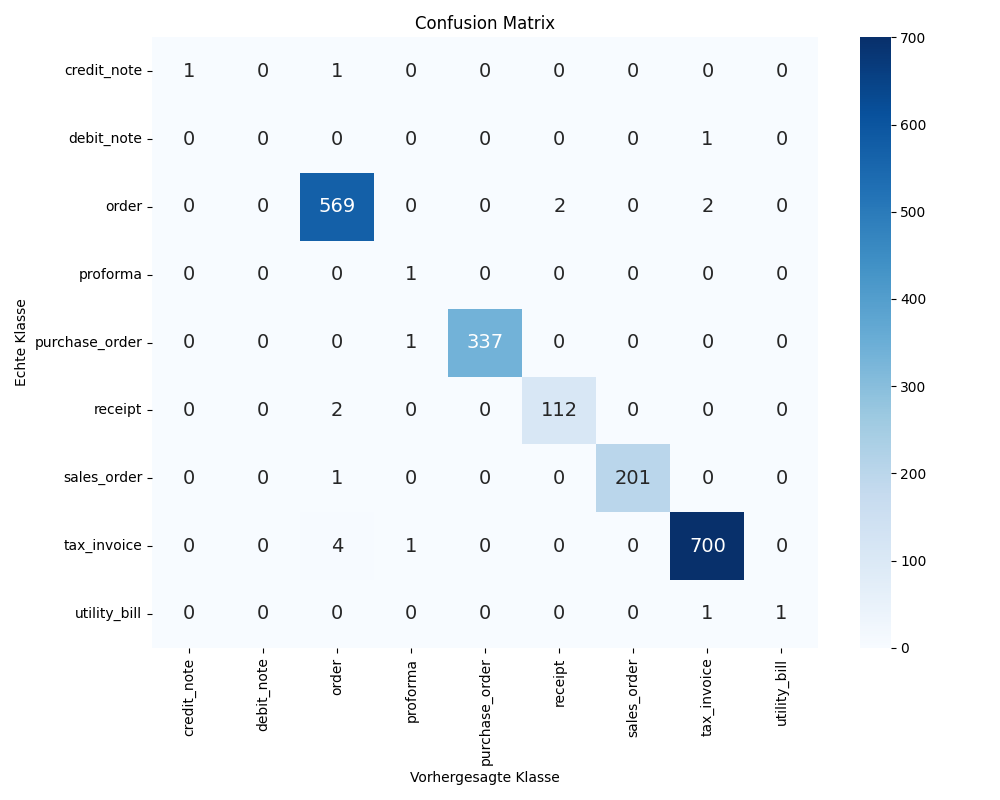 Confusion Matrix
Echte Klasse
credit_note 1 0 1 0 0 0 0 0 0
debit_note 0 0 0 0 0 0 0 1 0
order 0 0 569 0 0 2 0 2 0
proforma 0 0 0 1 0 0 0 0 0
purchase_order 0 0 0 1 337 0 0 0 0
receipt 0 0 2 0 0 112 0 0 0
sales_order 0 0 1 0 0 0 201 0 0
tax_invoice 0 0 4 1 0 0 0 700 0
utility_bill 0 0 0 0 0 0 0 1 1
credit_note debit_note order proforma purchase_order receipt sales_order tax_invoice utility_bill
Vorhergesagte Klasse
700
600
500
400
300
200
100
0